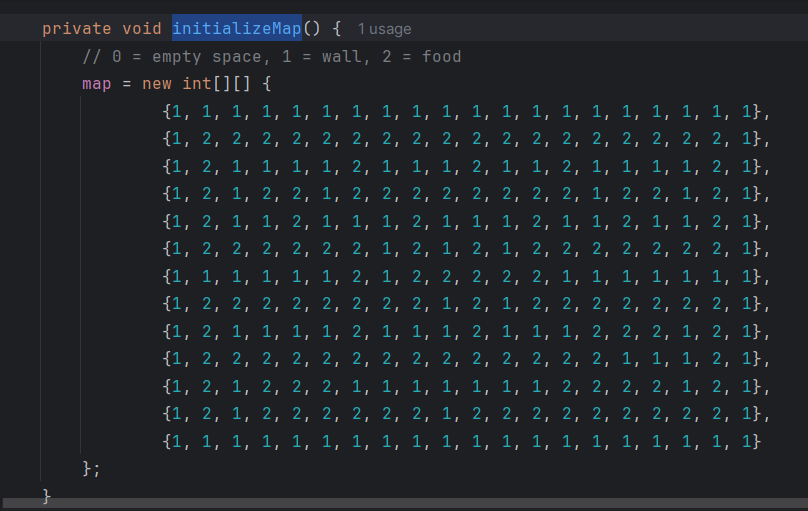 private void initializeMap() { 1 usage
// 0 = empty space, 1 = wall, 2 = food
map = new int[][] {
{1, 1, 1, 1, 1, 1, 1, 1, 1, 1, 1, 1, 1, 1, 1, 1, 1, 1, 1, 1},
{1, 2, 2, 2, 2, 2, 2, 2, 2, 2, 2, 2, 2, 2, 2, 2, 2, 2, 2, 1},
{1, 2, 1, 1, 1, 1, 2, 1, 1, 1, 2, 1, 1, 2, 1, 1, 1, 1, 2, 1},
{1, 2, 1, 2, 2, 1, 2, 2, 2, 2, 2, 2, 2, 2, 1, 2, 2, 1, 2, 1},
{1, 2, 1, 1, 2, 1, 1, 1, 2, 1, 1, 1, 2, 1, 1, 2, 1, 1, 2, 1},
{1, 2, 2, 2, 2, 2, 2, 1, 2, 1, 2, 1, 2, 2, 2, 2, 2, 2, 2, 1},
{1, 1, 1, 1, 1, 1, 2, 1, 2, 2, 2, 2, 2, 1, 1, 1, 1, 1, 1, 1},
{1, 2, 2, 2, 2, 2, 2, 2, 2, 1, 2, 1, 2, 2, 2, 2, 2, 2, 2, 1},
{1, 2, 1, 1, 1, 1, 2, 1, 1, 1, 2, 1, 1, 1, 2, 2, 2, 1, 2, 1},
{1, 2, 2, 2, 2, 2, 2, 2, 2, 2, 2, 2, 2, 2, 2, 1, 1, 1, 2, 1},
{1, 2, 1, 2, 2, 2, 1, 1, 1, 1, 1, 1, 1, 2, 2, 2, 2, 1, 2, 1},
{1, 2, 1, 2, 2, 2, 2, 2, 2, 1, 2, 2, 2, 2, 2, 2, 2, 2, 2, 1},
{1, 1, 1, 1, 1, 1, 1, 1, 1, 1, 1, 1, 1, 1, 1, 1, 1, 1, 1, 1}
};
}